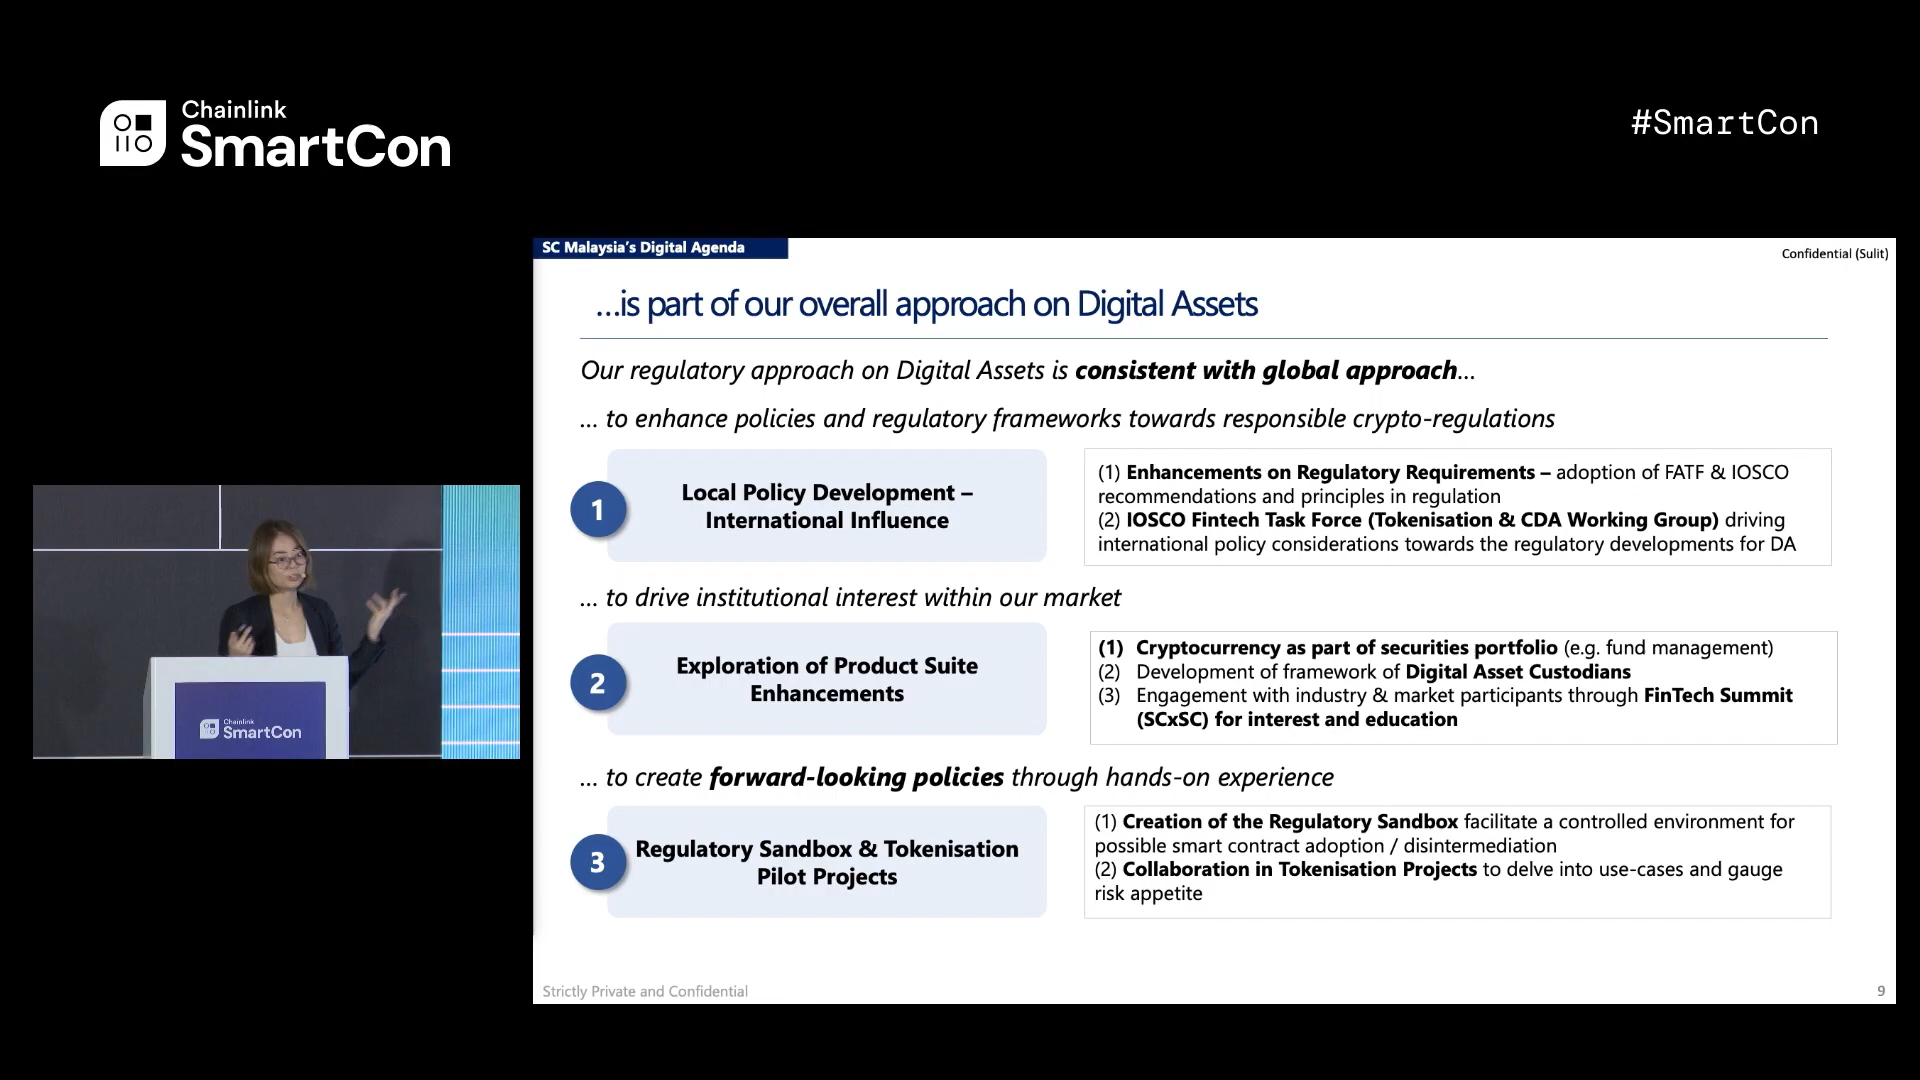 Chainlink
SmartCon
#SmartCon
SC Malaysia's Digital Agenda
Confidential (Sulit)
...is part of our overall approach on Digital Assets
Our regulatory approach on Digital Assets is consistent with global approach...
... to enhance policies and regulatory frameworks towards responsible crypto-regulations
1
Local Policy Development –
International Influence
(1) Enhancements on Regulatory Requirements – adoption of FATF & IOSCO
recommendations and principles in regulation
(2) IOSCO Fintech Task Force (Tokenisation & CDA Working Group) driving
international policy considerations towards the regulatory developments for DA
... to drive institutional interest within our market
2
Exploration of Product Suite
Enhancements
(1) Cryptocurrency as part of securities portfolio (e.g. fund management)
(2) Development of framework of Digital Asset Custodians
(3) Engagement with industry & market participants through FinTech Summit
(SCxSC) for interest and education
... to create forward-looking policies through hands-on experience
3
Regulatory Sandbox & Tokenisation
Pilot Projects
(1) Creation of the Regulatory Sandbox facilitate a controlled environment for
possible smart contract adoption / disintermediation
(2) Collaboration in Tokenisation Projects to delve into use-cases and gauge
risk appetite
Strictly Private and Confidential
9
Chainlink
SmartCon